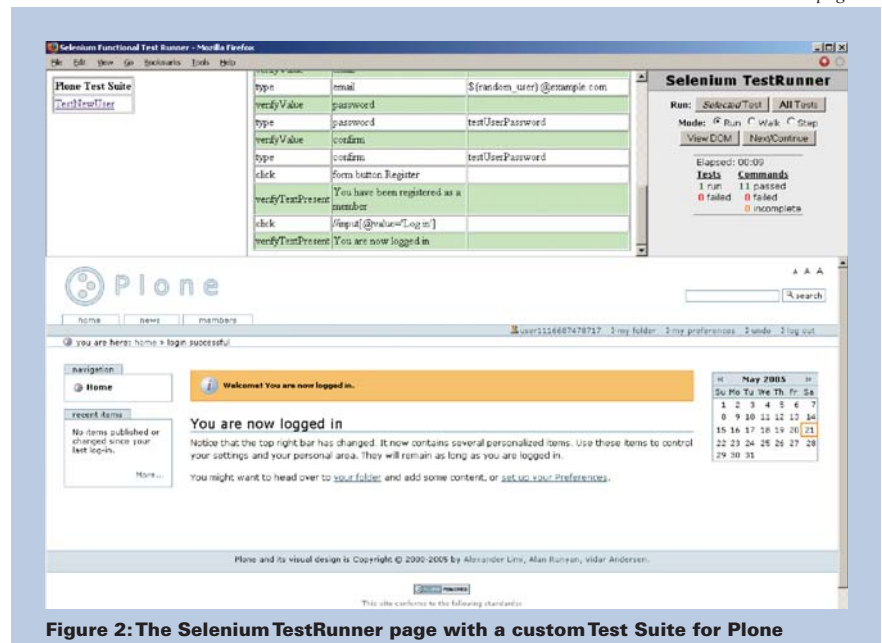 Selenium Functional Test Runner - Mozilla Firefox
File Edit View Go Bookmarks Tools Help
Plone Test Suite
TestNewUser
type email $(random_user)@example.com
verifyValue password
type password testUserPassword
verifyValue confirm
type confirm testUserPassword
click form button.Register
verifyTextPresent You have been registered as a
member
click //input[@value='Log in']
verifyTextPresent You are now logged in
Selenium TestRunner
Run: Selected Test All Tests
Mode: Run Walk Step
View DOM Next/Continue
Elapsed: 00:09
Tests Commands
1 run 11 passed
0 failed 0 failed
0 incomplete
Plone
A A A
search
home news members
user1116687478717 my folder my preferences undo log out
you are here: home » login successful
navigation
Home
recent items
No items published or
changed since your
last log-in.
More...
Welcome! You are now logged in.
You are now logged in
Notice that the top right bar has changed. It now contains several personalized items. Use these items to control
your settings and your personal area. They will remain as long as you are logged in.
You might want to head over to your folder and add some content, or set up your Preferences.
« May 2005 »
Su Mo Tu We Th Fr Sa
1 2 3 4 5 6 7
8 9 10 11 12 13 14
15 16 17 18 19 20 21
22 23 24 25 26 27 28
29 30 31
Plone and its visual design is Copyright © 2000-2005 by Alexander Limi, Alan Runyan, Vidar Andersen.
POWERED
This site conforms to the following standards:
Figure 2: The Selenium TestRunner page with a custom Test Suite for Plone